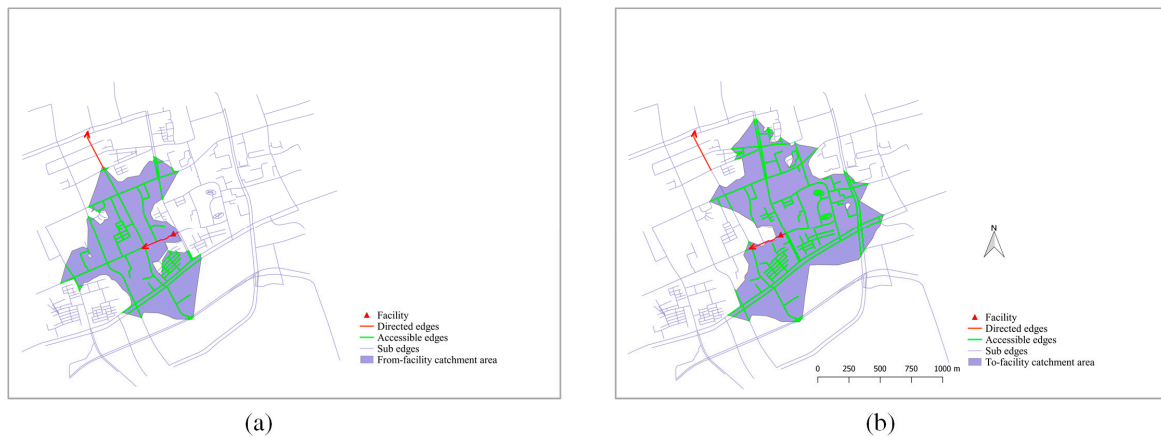 Facility
Directed edges
Accessible edges
Sub edges
From-facility catchment area
(a)
N
Facility
Directed edges
Accessible edges
Sub edges
To-facility catchment area
0 250 500 750 1000 m
(b)